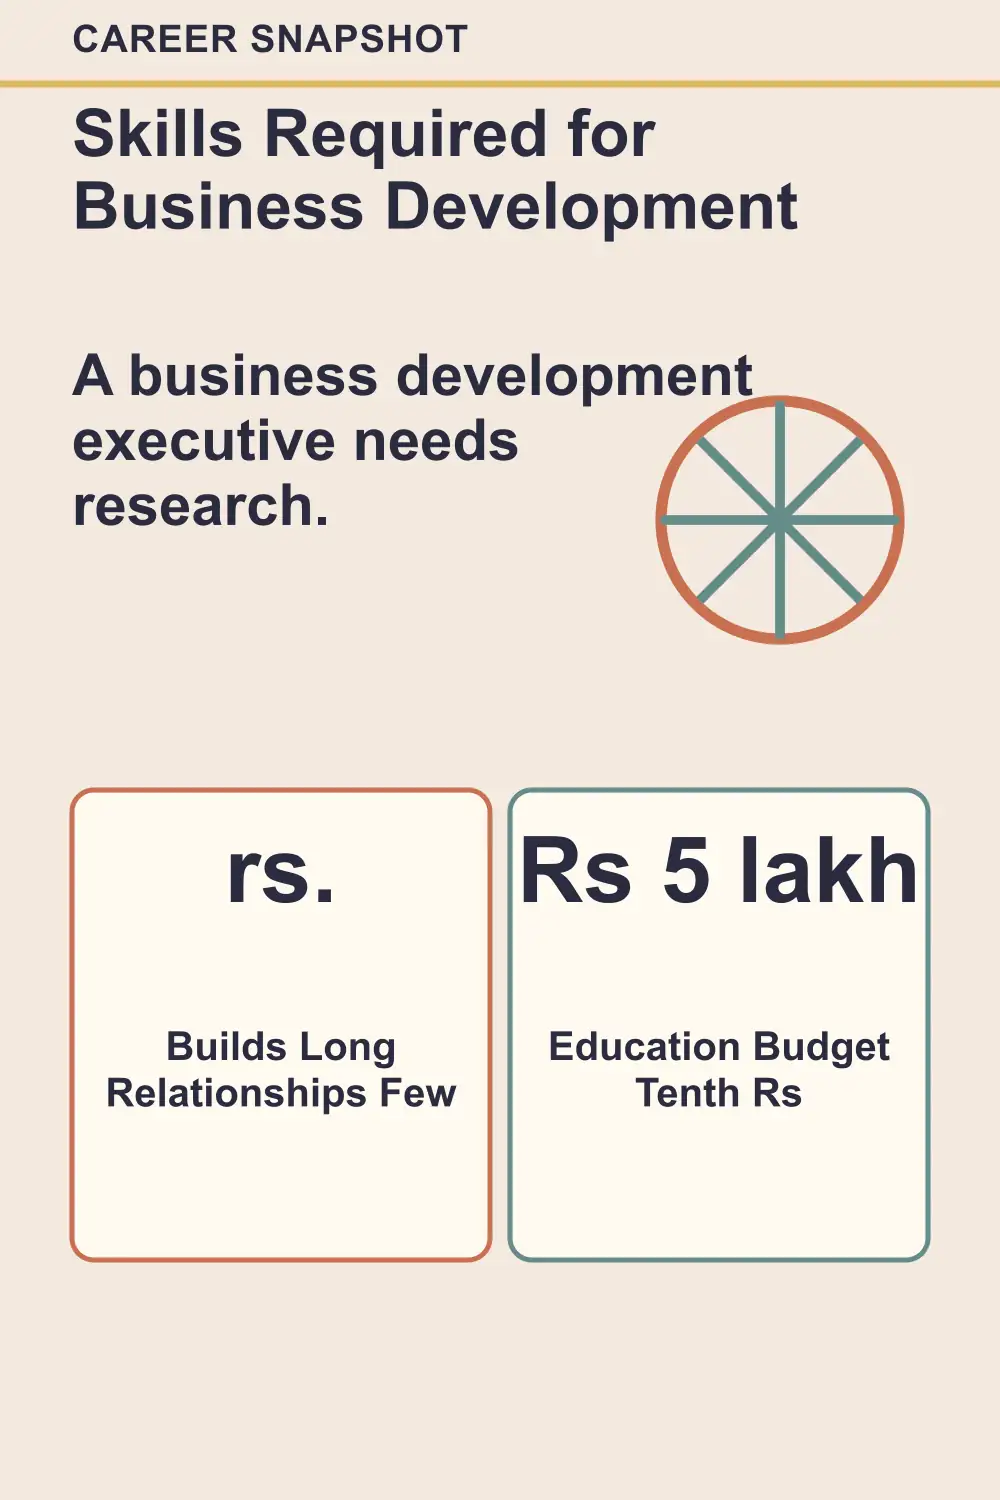 CAREER SNAPSHOT
Skills Required for
Business Development
A business development
executive needs
research.
rs.
Builds Long
Relationships Few
Rs 5 lakh
Education Budget
Tenth Rs